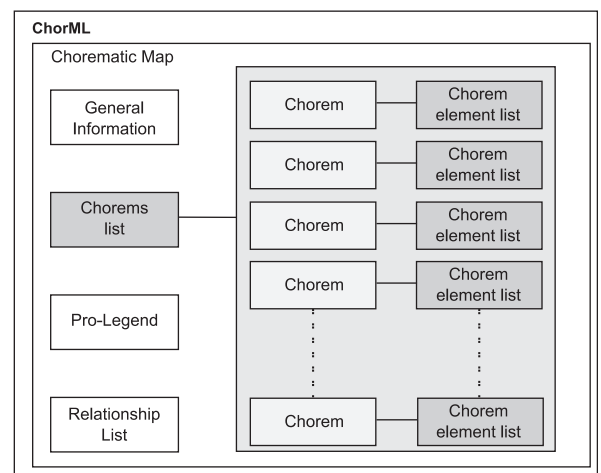 ChorML
Chorematic Map
General
Information
Chorems
list
Pro-Legend
Relationship
List
Chorem
Chorem
element list
Chorem
Chorem
element list
Chorem
Chorem
element list
Chorem
Chorem
element list
Chorem
Chorem
element list